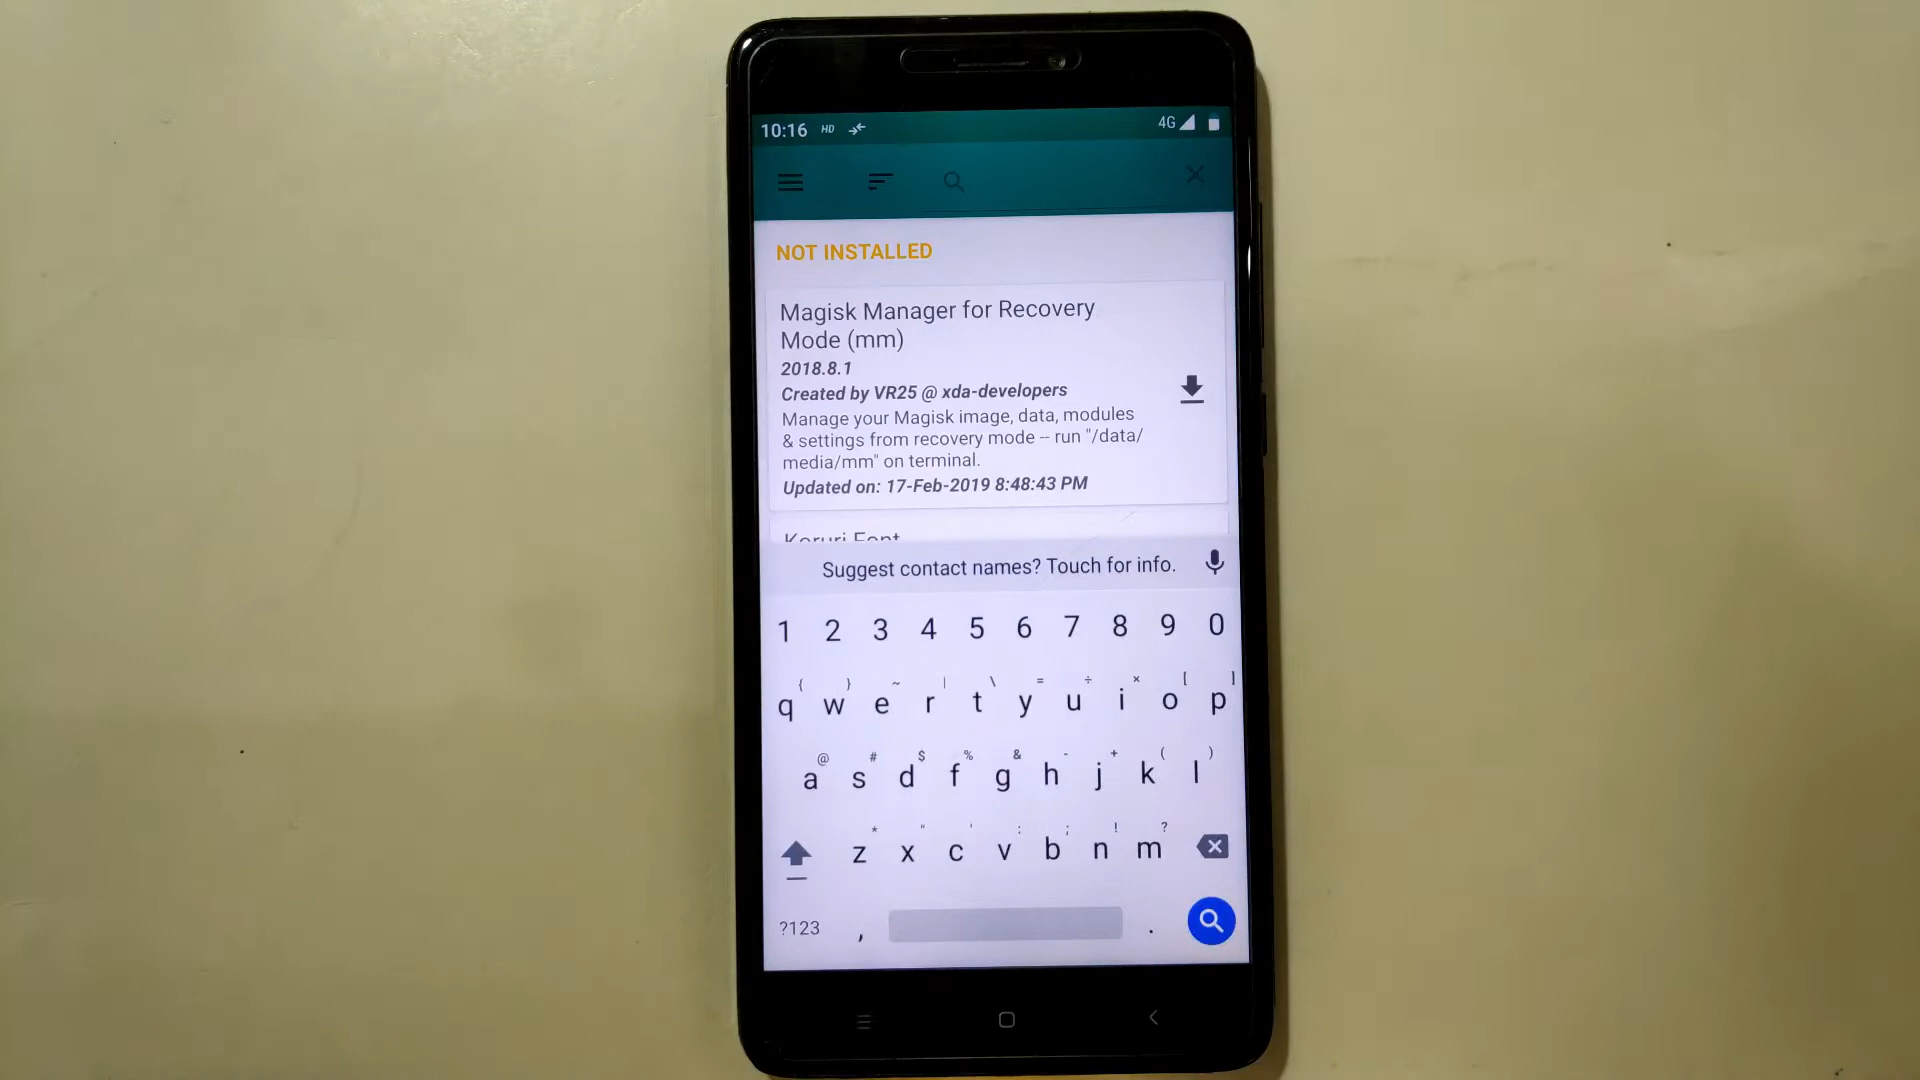 10:16 HD 4G
NOT INSTALLED
Magisk Manager for Recovery
Mode (mm)
2018.8.1
Created by VR25 @ xda-developers
Manage your Magisk image, data, modules
& settings from recovery mode -- run "/data/
media/mm" on terminal.
Updated on: 17-Feb-2019 8:48:43 PM
Koruri Font
Suggest contact names? Touch for info.
1 2 3 4 5 6 7 8 9 0
{ } ~ | \ = ÷ × [ ]
q w e r t y u i o p
@ # $ % & - + ( )
a s d f g h j k l
* " ' : ; ! ?
z x c v b n m
?123 , .